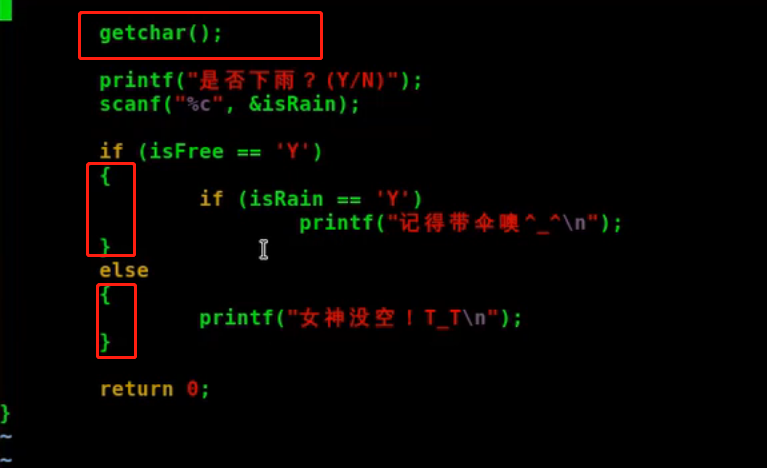 getchar();
printf("是否下雨？(Y/N)");
scanf("%c", &isRain);
if (isFree == 'Y')
{
if (isRain == 'Y')
printf("记得带伞噢^_^\n");
}
else
{
printf("女神没空！T_T\n");
}
return 0;
}
~
~